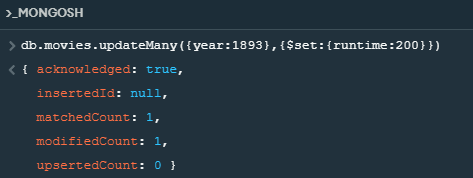 >_MONGOSH
> db.movies.updateMany({year:1893},{$set:{runtime:200}})
< { acknowledged: true,
insertedId: null,
matchedCount: 1,
modifiedCount: 1,
upsertedCount: 0 }